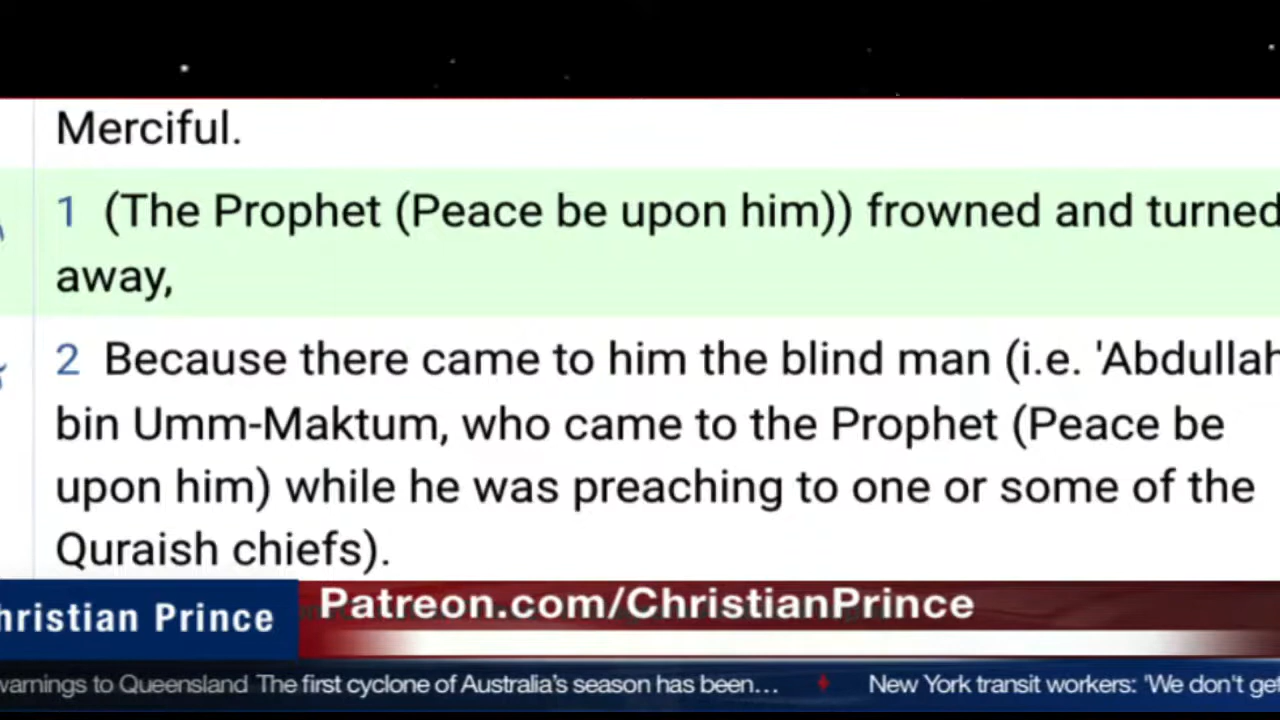 Merciful.
1 (The Prophet (Peace be upon him)) frowned and turned
away,
2 Because there came to him the blind man (i.e. 'Abdullah
bin Umm-Maktum, who came to the Prophet (Peace be
upon him) while he was preaching to one or some of the
Quraish chiefs).
hristian Prince
Patreon.com/ChristianPrince
warnings to Queensland The first cyclone of Australia's season has been... New York transit workers: 'We don't get